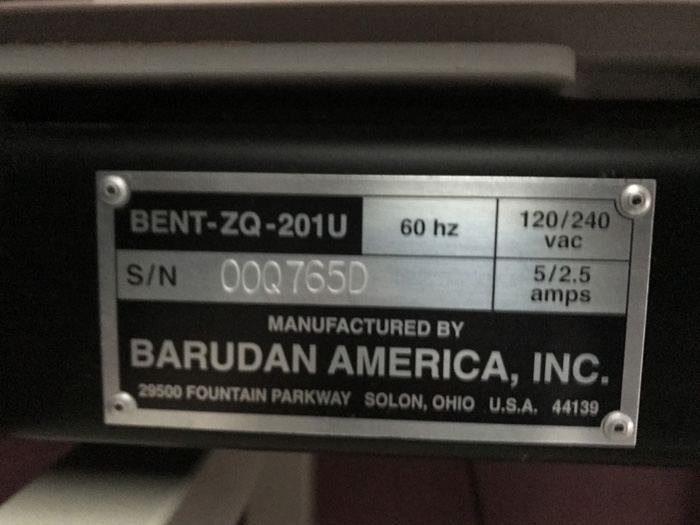 BENT-ZQ-201U
60 hz
120/240
vac
S/N 00Q765D
5/2.5
amps
MANUFACTURED BY
BARUDAN AMERICA, INC.
29500 FOUNTAIN PARKWAY SOLON, OHIO U.S.A. 44139